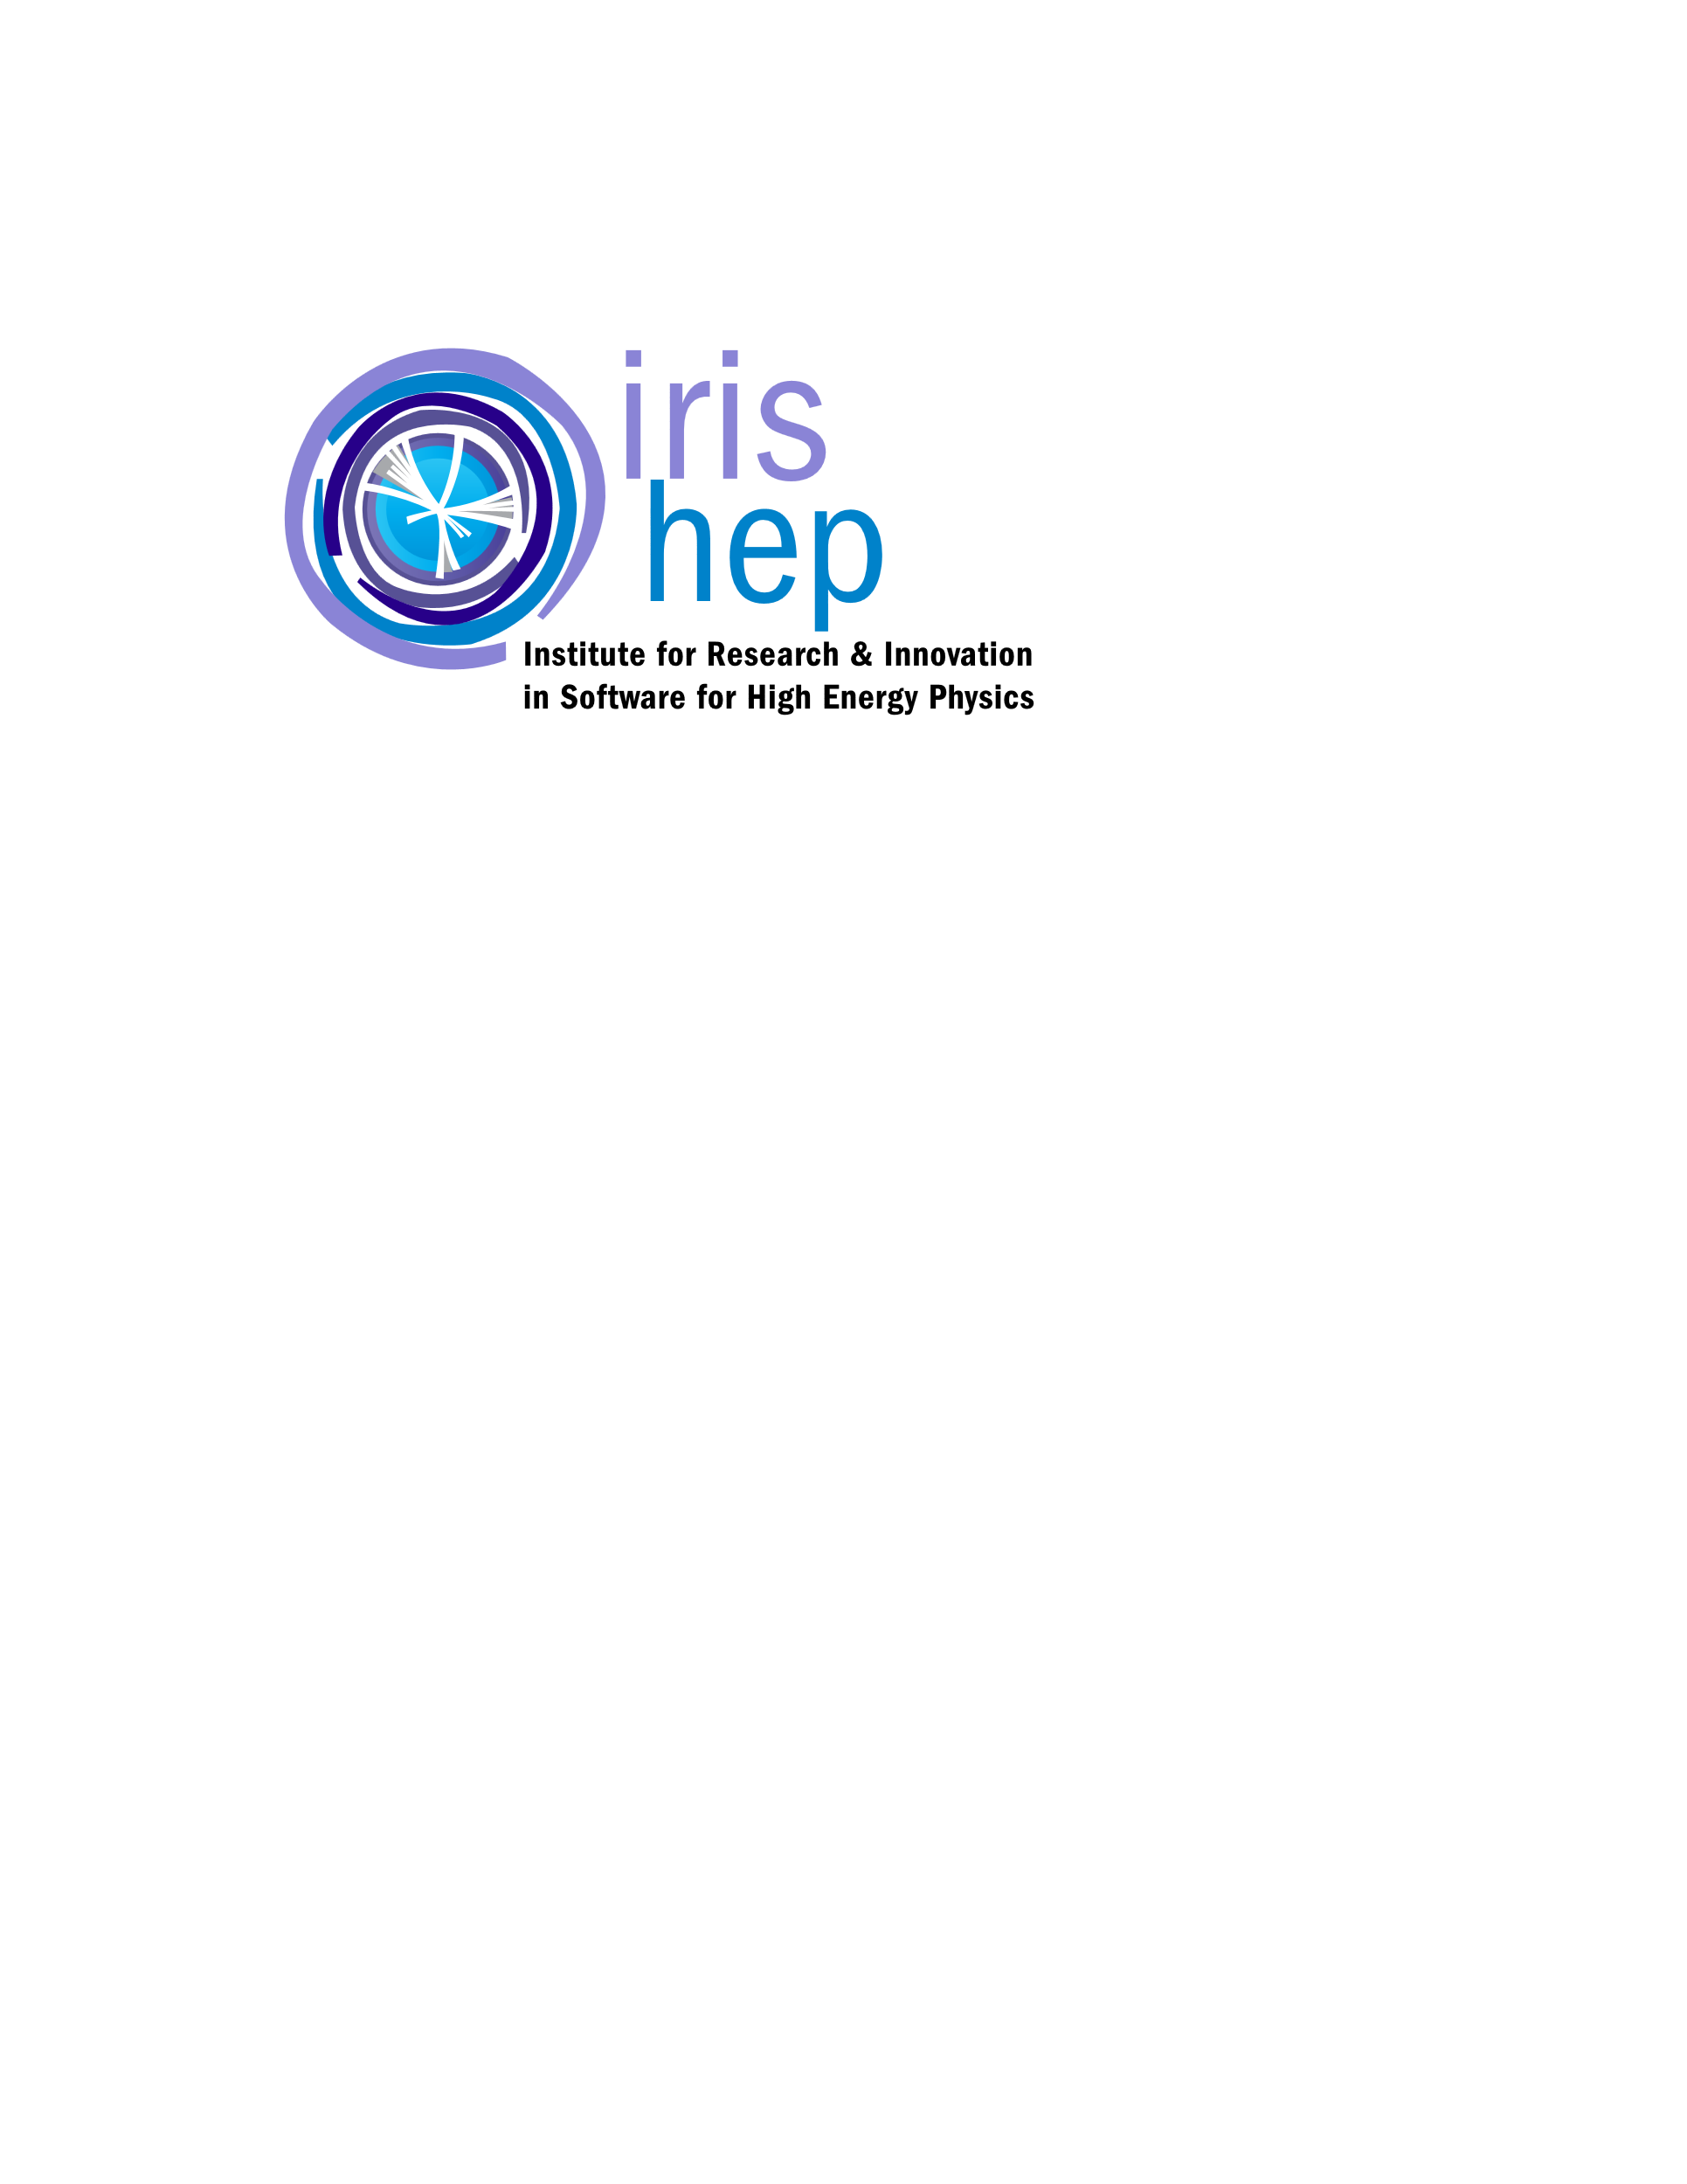 iris
hep
Institute for Research & Innovation
in Software for High Energy Physics